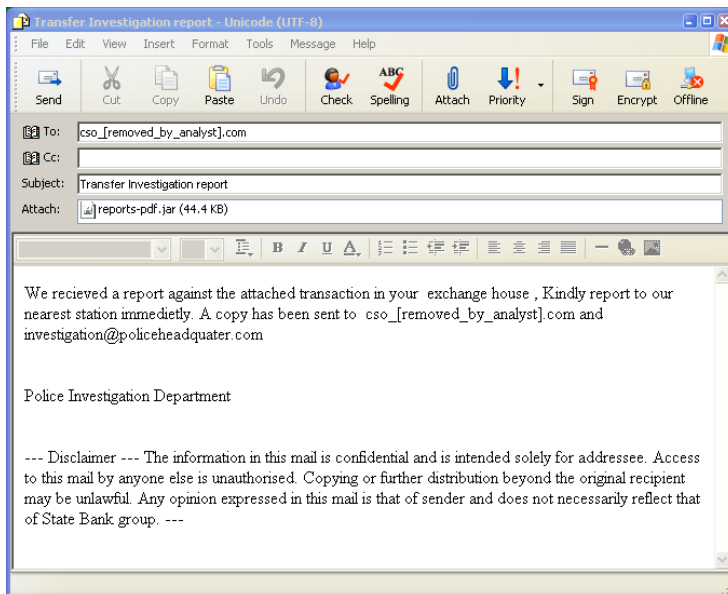 Transfer Investigation report - Unicode (UTF-8)
File Edit View Insert Format Tools Message Help
ABC
Send Cut Copy Paste Undo Check Spelling Attach Priority Sign Encrypt Offline
To: cso_[removed_by_analyst].com
Cc:
Subject: Transfer Investigation report
Attach: reports-pdf.jar (44.4 KB)
B I U A
We recieved a report against the attached transaction in your exchange house , Kindly report to our
nearest station immedietly. A copy has been sent to cso_[removed_by_analyst].com and
investigation@policeheadquater.com
Police Investigation Department
--- Disclaimer --- The information in this mail is confidential and is intended solely for addressee. Access
to this mail by anyone else is unauthorised. Copying or further distribution beyond the original recipient
may be unlawful. Any opinion expressed in this mail is that of sender and does not necessarily reflect that
of State Bank group. ---